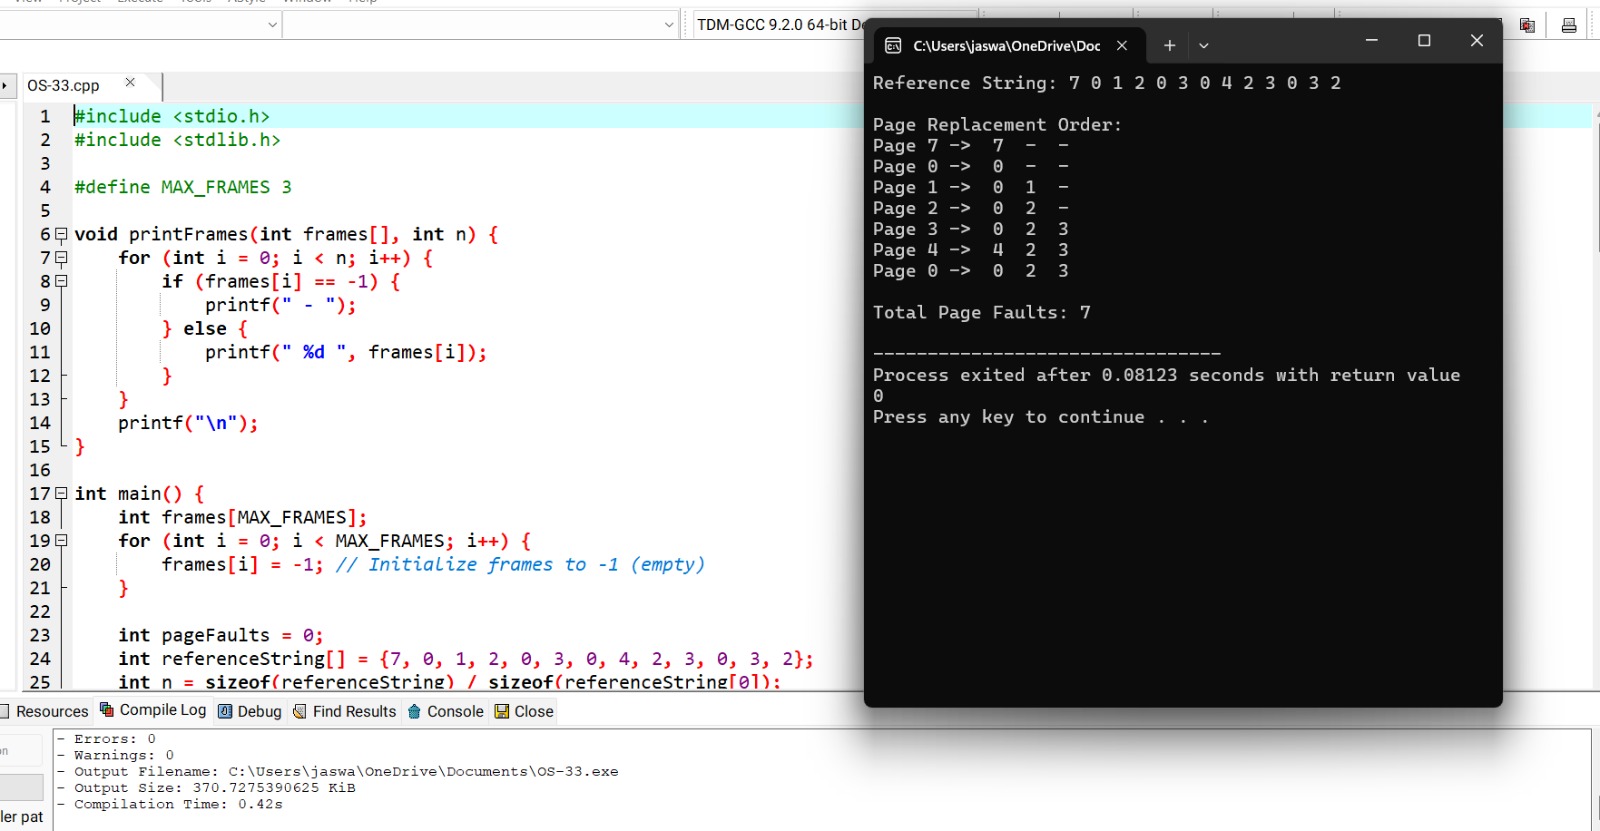 View Project Execute Tools AStyle Window Help
TDM-GCC 9.2.0 64-bit De
OS-33.cpp
1 #include <stdio.h>
2 #include <stdlib.h>
3
4 #define MAX_FRAMES 3
5
6 void printFrames(int frames[], int n) {
7 for (int i = 0; i < n; i++) {
8 if (frames[i] == -1) {
9 printf(" - ");
10 } else {
11 printf(" %d ", frames[i]);
12 }
13 }
14 printf("\n");
15 }
16
17 int main() {
18 int frames[MAX_FRAMES];
19 for (int i = 0; i < MAX_FRAMES; i++) {
20 frames[i] = -1; // Initialize frames to -1 (empty)
21 }
22
23 int pageFaults = 0;
24 int referenceString[] = {7, 0, 1, 2, 0, 3, 0, 4, 2, 3, 0, 3, 2};
25 int n = sizeof(referenceString) / sizeof(referenceString[0]);
C:\Users\jaswa\OneDrive\Doc
Reference String: 7 0 1 2 0 3 0 4 2 3 0 3 2
Page Replacement Order:
Page 7 -> 7 - -
Page 0 -> 0 - -
Page 1 -> 0 1 -
Page 2 -> 0 2 -
Page 3 -> 0 2 3
Page 4 -> 4 2 3
Page 0 -> 0 2 3
Total Page Faults: 7
--------------------------------
Process exited after 0.08123 seconds with return value
0
Press any key to continue . . .
Resources Compile Log Debug Find Results Console Close
- Errors: 0
- Warnings: 0
- Output Filename: C:\Users\jaswa\OneDrive\Documents\OS-33.exe
- Output Size: 370.7275390625 KiB
- Compilation Time: 0.42s
on
ler pat